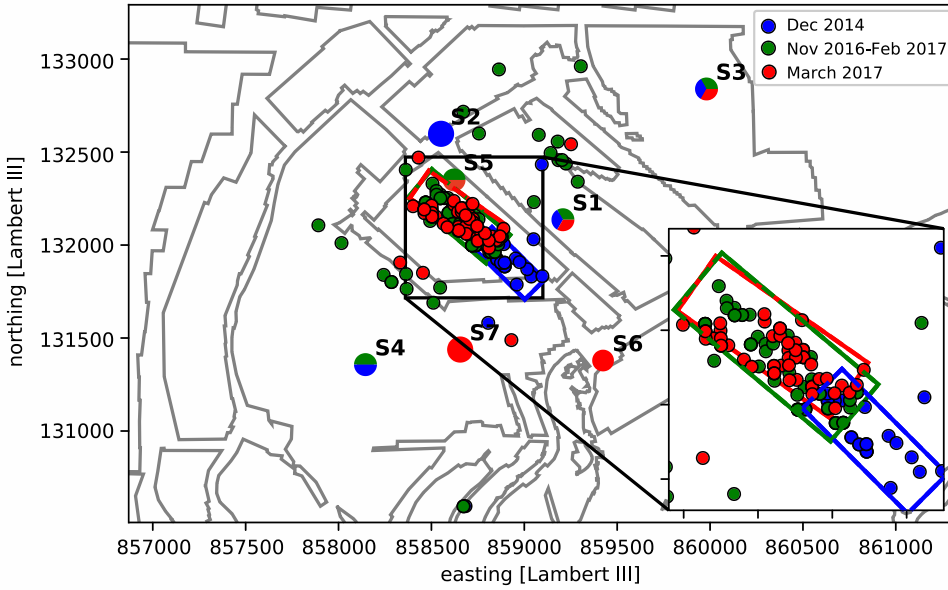 Dec 2014
Nov 2016-Feb 2017
March 2017
S3
S2
S5
S1
S7
S6
S4
133000
132500
132000
131500
131000
northing [Lambert III]
857000
857500
858000
858500
859000
859500
860000
860500
861000
easting [Lambert III]